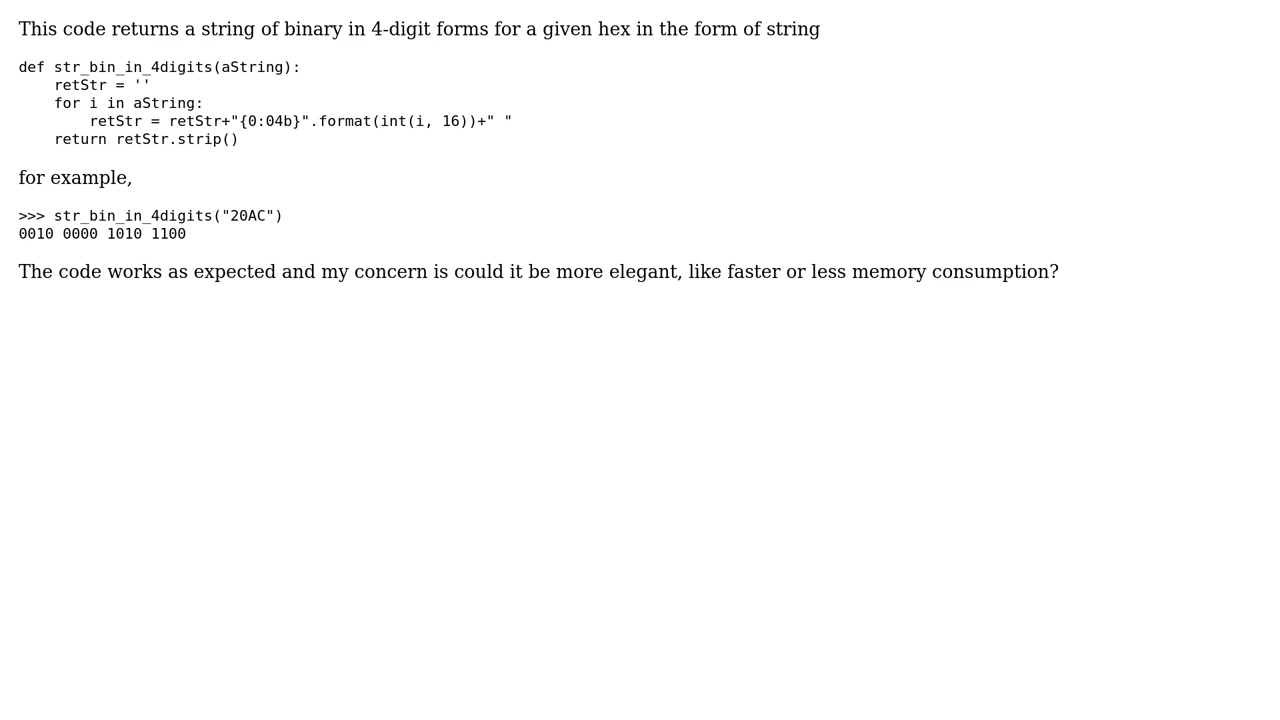 This code returns a string of binary in 4-digit forms for a given hex in the form of string
def str_bin_in_4digits(aString):
    retStr = ''
    for i in aString:
        retStr = retStr+"{0:04b}".format(int(i, 16))+" "
    return retStr.strip()
for example,
>>> str_bin_in_4digits("20AC")
0010 0000 1010 1100
The code works as expected and my concern is could it be more elegant, like faster or less memory consumption?